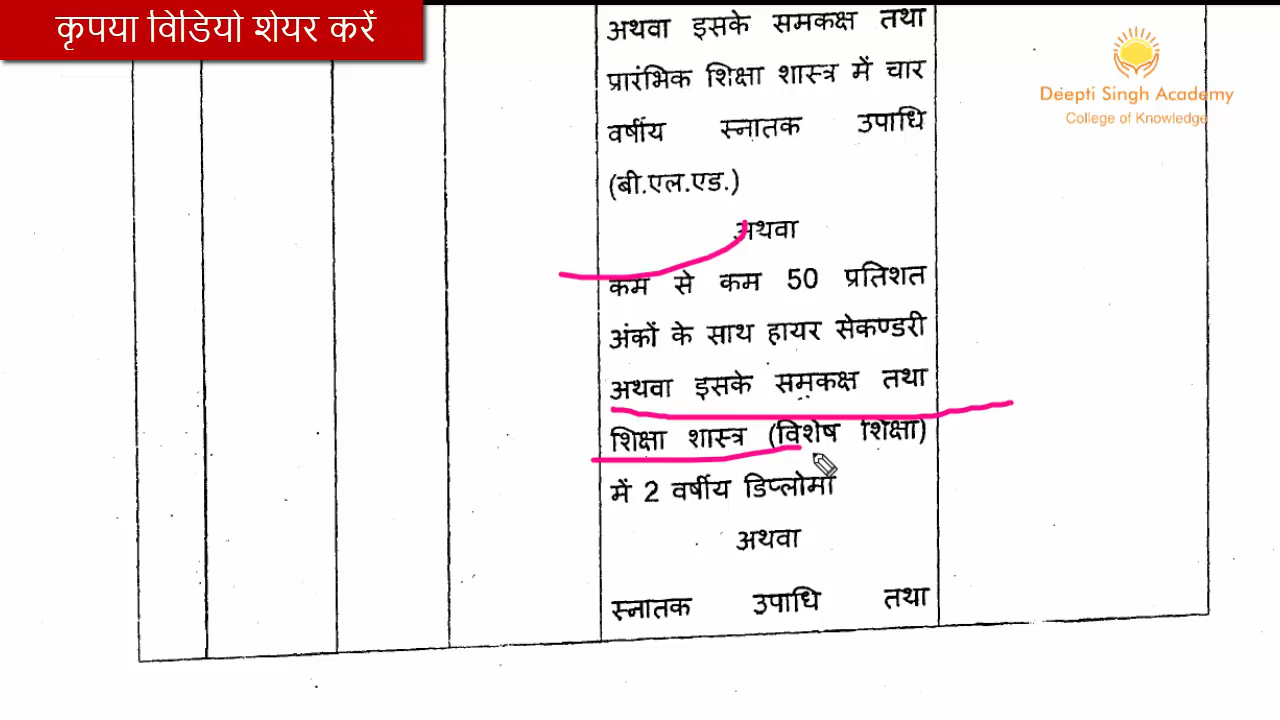 कृपया विडियो शेयर करें
Deepti Singh Academy
College of Knowledge
अथवा इसके समकक्ष तथा
प्रारंभिक शिक्षा शास्त्र में चार
वर्षीय स्नातक उपाधि
(बी.एल.एड.)
अथवा
कम से कम 50 प्रतिशत
अंकों के साथ हायर सेकण्डरी
अथवा इसके समकक्ष तथा
शिक्षा शास्त्र (विशेष शिक्षा)
में 2 वर्षीय डिप्लोमा
अथवा
स्नातक उपाधि तथा